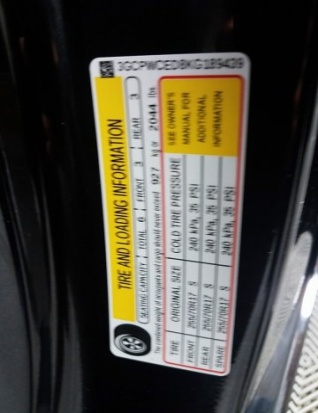 3GCPWCED8KG189439
TIRE AND LOADING INFORMATION
SEATING CAPACITY TOTAL 6 FRONT 3 REAR 3
The combined weight of occupants and cargo should never exceed 927 kg or 2044 lbs.
TIRE ORIGINAL SIZE COLD TIRE PRESSURE
FRONT 255/70R17 S 240 kPa, 35 PSI
REAR 255/70R17 S 240 kPa, 35 PSI
SPARE 255/70R17 S 240 kPa, 35 PSI
SEE OWNER'S
MANUAL FOR
ADDITIONAL
INFORMATION